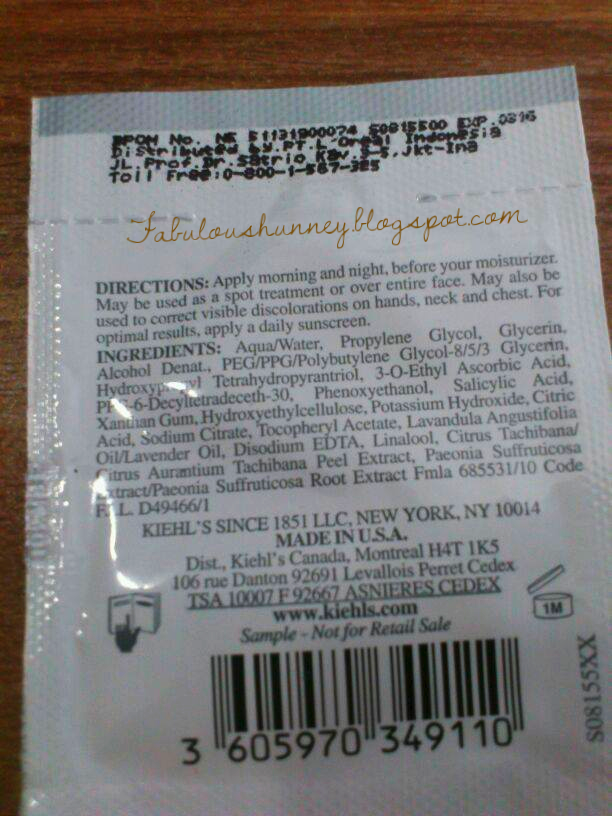 BPOM No. NE 51131900074 50815500 EXP.0316
Distributed by.PT.L'Oreal Indonesia
JL. Prof.Dr.Satrio Kav. Jkt-Ina
Toll Free:0-800-1-567-325
Fabuloushunney.blogspot.com
DIRECTIONS: Apply morning and night, before your moisturizer.
May be used as a spot treatment or over entire face. May also be
used to correct visible discolorations on hands, neck and chest. For
optimal results, apply a daily sunscreen.
INGREDIENTS: Aqua/Water, Propylene Glycol, Glycerin,
Alcohol Denat., PEG/PPG/Polybutylene Glycol-8/5/3 Glycerin,
Tetrahydropyrantriol, 3-O-Ethyl Ascorbic Acid,
Phenoxyethanol, Salicylic Acid,
Xanthan Gum, Hydroxyethylcellulose, Potassium Hydroxide, Citric
Acid, Sodium Citrate, Tocopheryl Acetate, Lavandula Angustifolia
Oil/Lavender Oil, Disodium EDTA, Linalool, Citrus Tachibana/
Citrus Aurantium Tachibana Peel Extract, Paeonia Suffruticosa
Extract/Paeonia Suffruticosa Root Extract Fmla 685531/10 Code
F.I.L. D49466/1
KIEHL'S SINCE 1851 LLC, NEW YORK, NY 10014
MADE IN U.S.A.
Dist., Kiehl's Canada, Montreal H4T 1K5
106 rue Danton 92691 Levallois Perret Cedex
TSA 10007 F 92667 ASNIERES CEDEX
www.kiehls.com
Sample - Not for Retail Sale
1M
S08155XX
3 605970 349110